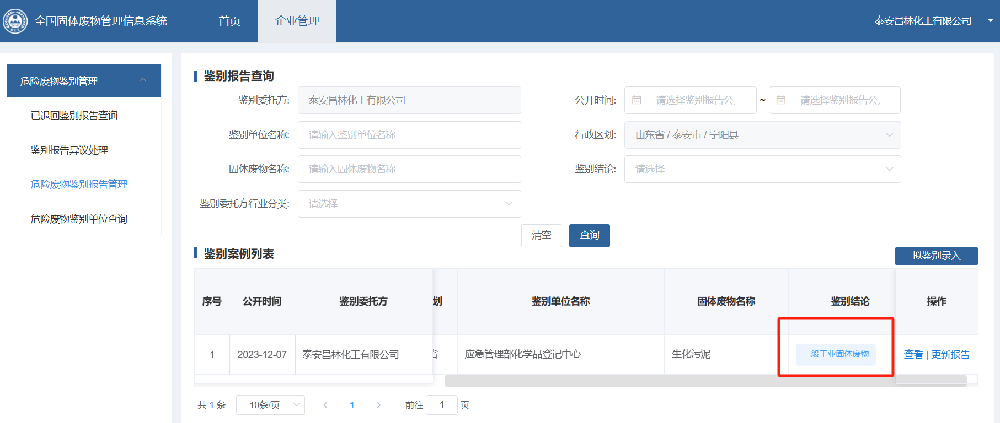 全国固体废物管理信息系统
首页
企业管理
泰安昌林化工有限公司
危险废物鉴别管理
已退回鉴别报告查询
鉴别报告异议处理
危险废物鉴别报告管理
危险废物鉴别单位查询
鉴别报告查询
鉴别委托方: 泰安昌林化工有限公司
公开时间: 请选择鉴别报告公 ~ 请选择鉴别报告公
鉴别单位名称: 请输入鉴别单位名称
行政区划: 山东省 / 泰安市 / 宁阳县
固体废物名称: 请输入固体废物名称
鉴别结论: 请选择
鉴别委托方行业分类: 请选择
清空 查询
鉴别案例列表
拟鉴别录入
序号 公开时间 鉴别委托方 划 鉴别单位名称 固体废物名称 鉴别结论 操作
1 2023-12-07 泰安昌林化工有限公司 省 应急管理部化学品登记中心 生化污泥 一般工业固体废物 查看 | 更新报告
共 1 条 10条/页 1 前往 1 页